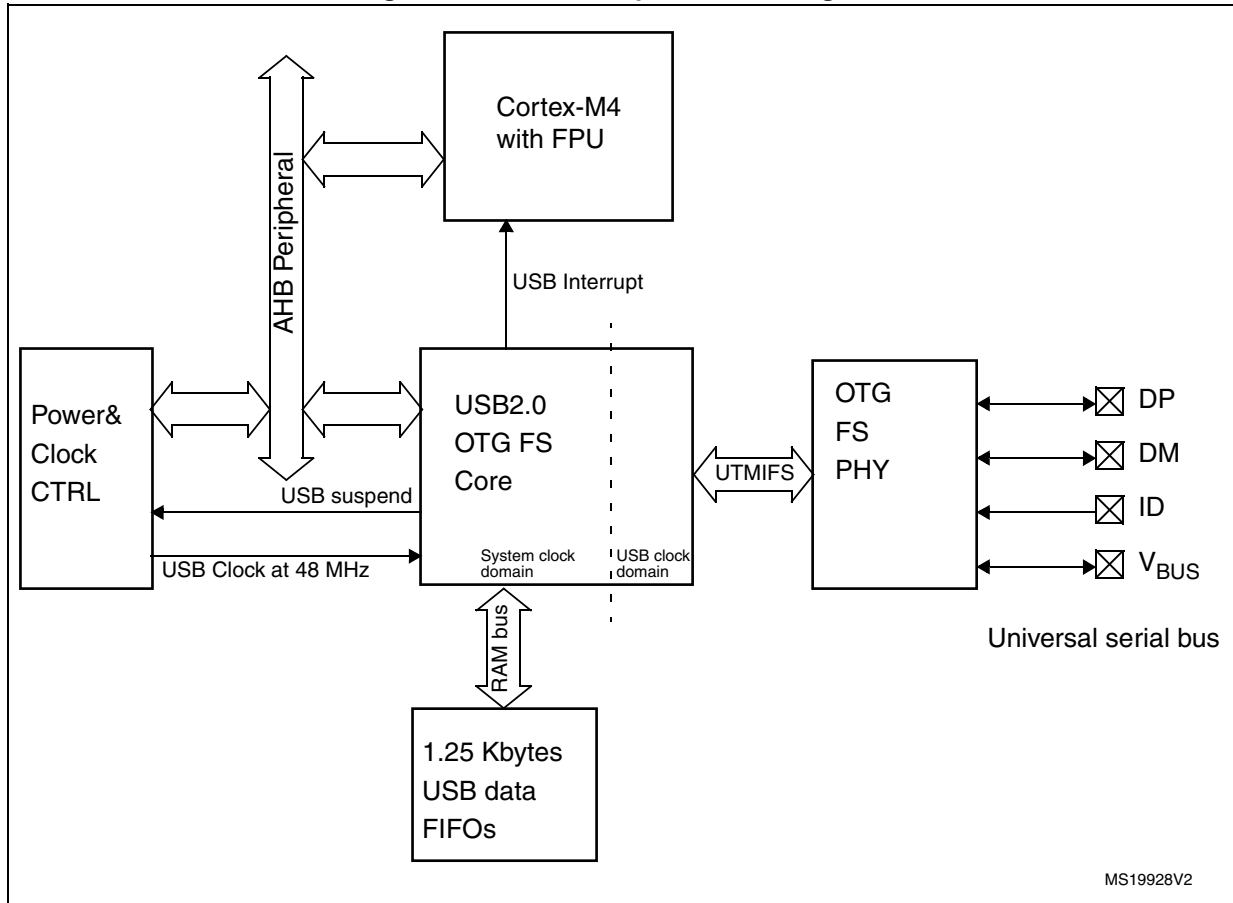 Cortex-M4
with FPU
AHB Peripheral
USB Interrupt
Power&
Clock
CTRL
USB2.0
OTG FS
Core
System clock
domain
USB clock
domain
USB suspend
USB Clock at 48 MHz
UTMIFS
OTG
FS
PHY
DP
DM
ID
VBUS
Universal serial bus
RAM bus
1.25 Kbytes
USB data
FIFOs
MS19928V2